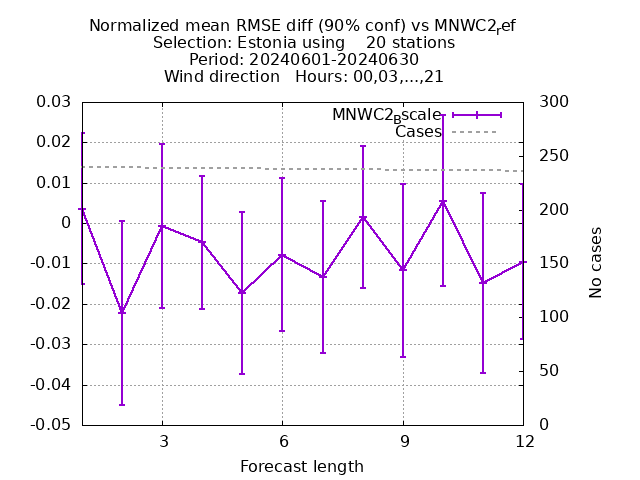 Normalized mean RMSE diff (90% conf) vs MNWC2_ref
Selection: Estonia using    20 stations
Period: 20240601-20240630
Wind direction   Hours: 00,03,...,21
MNWC2_Bscale
Cases
0.03
0.02
0.01
0
-0.01
-0.02
-0.03
-0.04
-0.05
300
250
200
150
100
50
0
No cases
3
6
9
12
Forecast length